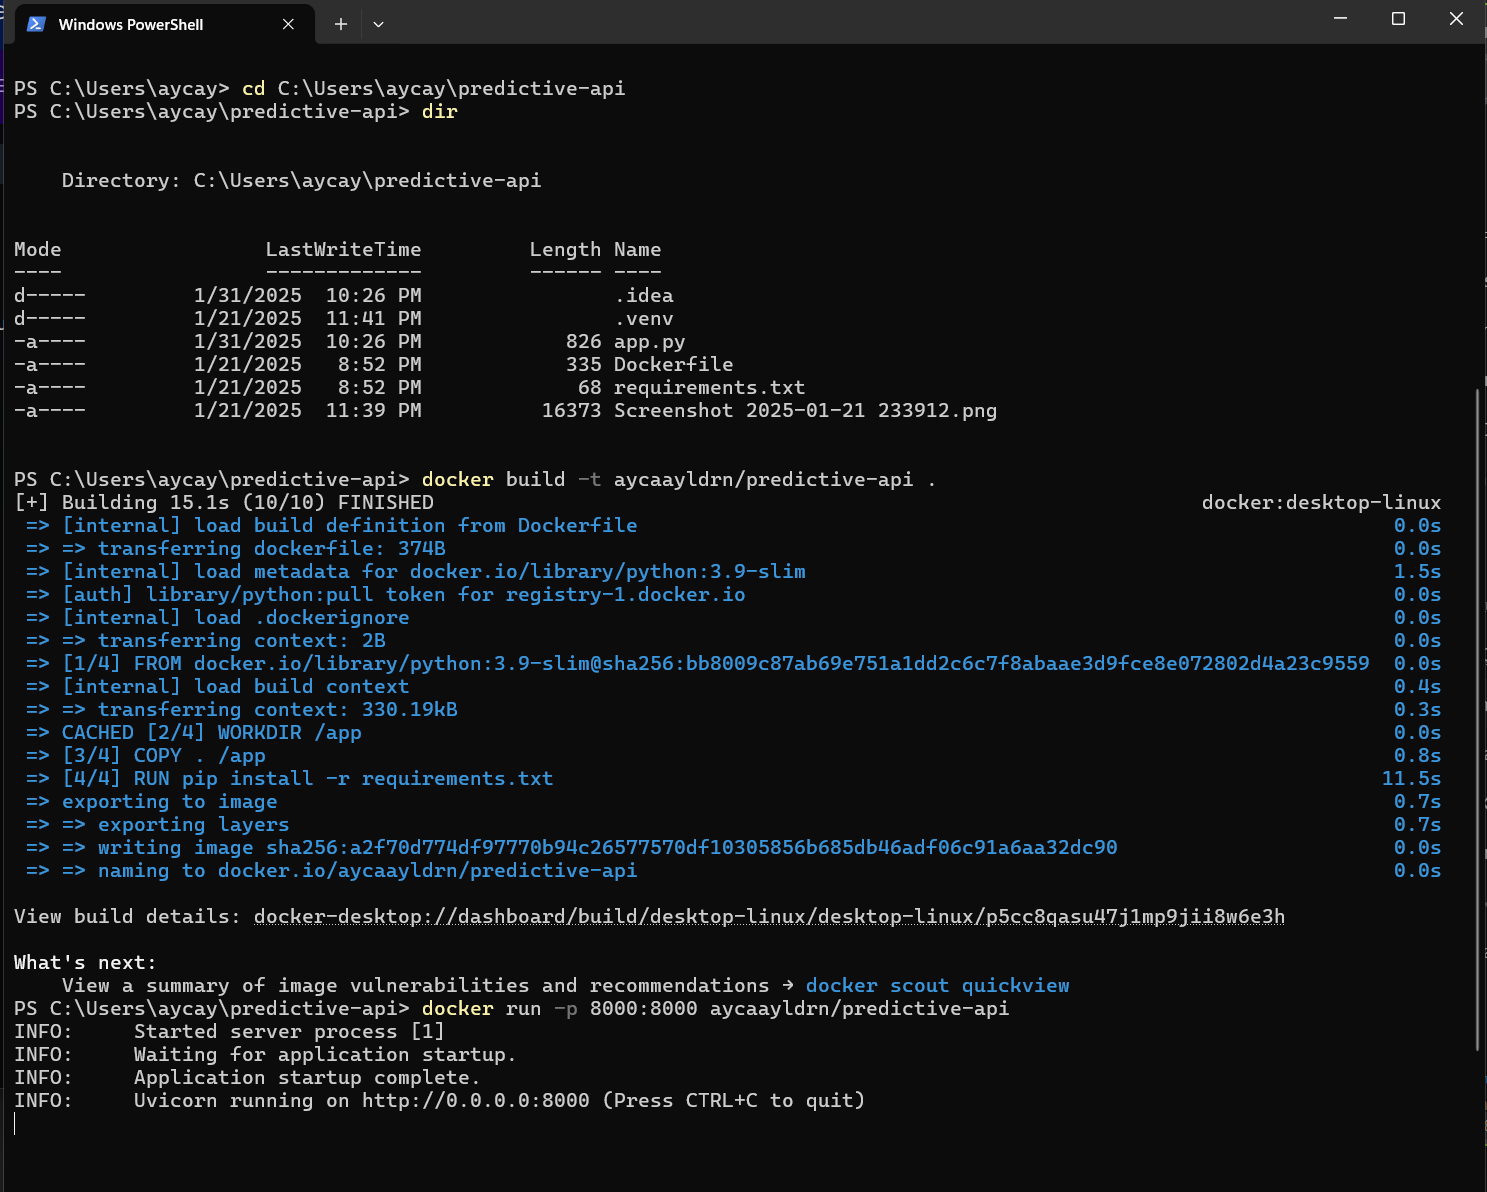 Windows PowerShell
PS C:\Users\aycay> cd C:\Users\aycay\predictive-api
PS C:\Users\aycay\predictive-api> dir
    Directory: C:\Users\aycay\predictive-api
Mode                 LastWriteTime         Length Name
----                 -------------         ------ ----
d-----         1/31/2025  10:26 PM                .idea
d-----         1/21/2025  11:41 PM                .venv
-a----         1/31/2025  10:26 PM            826 app.py
-a----         1/21/2025   8:52 PM            335 Dockerfile
-a----         1/21/2025   8:52 PM             68 requirements.txt
-a----         1/21/2025  11:39 PM          16373 Screenshot 2025-01-21 233912.png
PS C:\Users\aycay\predictive-api> docker build -t aycaayldrn/predictive-api .
[+] Building 15.1s (10/10) FINISHED docker:desktop-linux
 => [internal] load build definition from Dockerfile 0.0s
 => => transferring dockerfile: 374B 0.0s
 => [internal] load metadata for docker.io/library/python:3.9-slim 1.5s
 => [auth] library/python:pull token for registry-1.docker.io 0.0s
 => [internal] load .dockerignore 0.0s
 => => transferring context: 2B 0.0s
 => [1/4] FROM docker.io/library/python:3.9-slim@sha256:bb8009c87ab69e751a1dd2c6c7f8abaae3d9fce8e072802d4a23c9559 0.0s
 => [internal] load build context 0.4s
 => => transferring context: 330.19kB 0.3s
 => CACHED [2/4] WORKDIR /app 0.0s
 => [3/4] COPY . /app 0.8s
 => [4/4] RUN pip install -r requirements.txt 11.5s
 => exporting to image 0.7s
 => => exporting layers 0.7s
 => => writing image sha256:a2f70d774df97770b94c26577570df10305856b685db46adf06c91a6aa32dc90 0.0s
 => => naming to docker.io/aycaayldrn/predictive-api 0.0s
View build details: docker-desktop://dashboard/build/desktop-linux/desktop-linux/p5cc8qasu47j1mp9jii8w6e3h
What's next:
    View a summary of image vulnerabilities and recommendations → docker scout quickview
PS C:\Users\aycay\predictive-api> docker run -p 8000:8000 aycaayldrn/predictive-api
INFO:     Started server process [1]
INFO:     Waiting for application startup.
INFO:     Application startup complete.
INFO:     Uvicorn running on http://0.0.0.0:8000 (Press CTRL+C to quit)